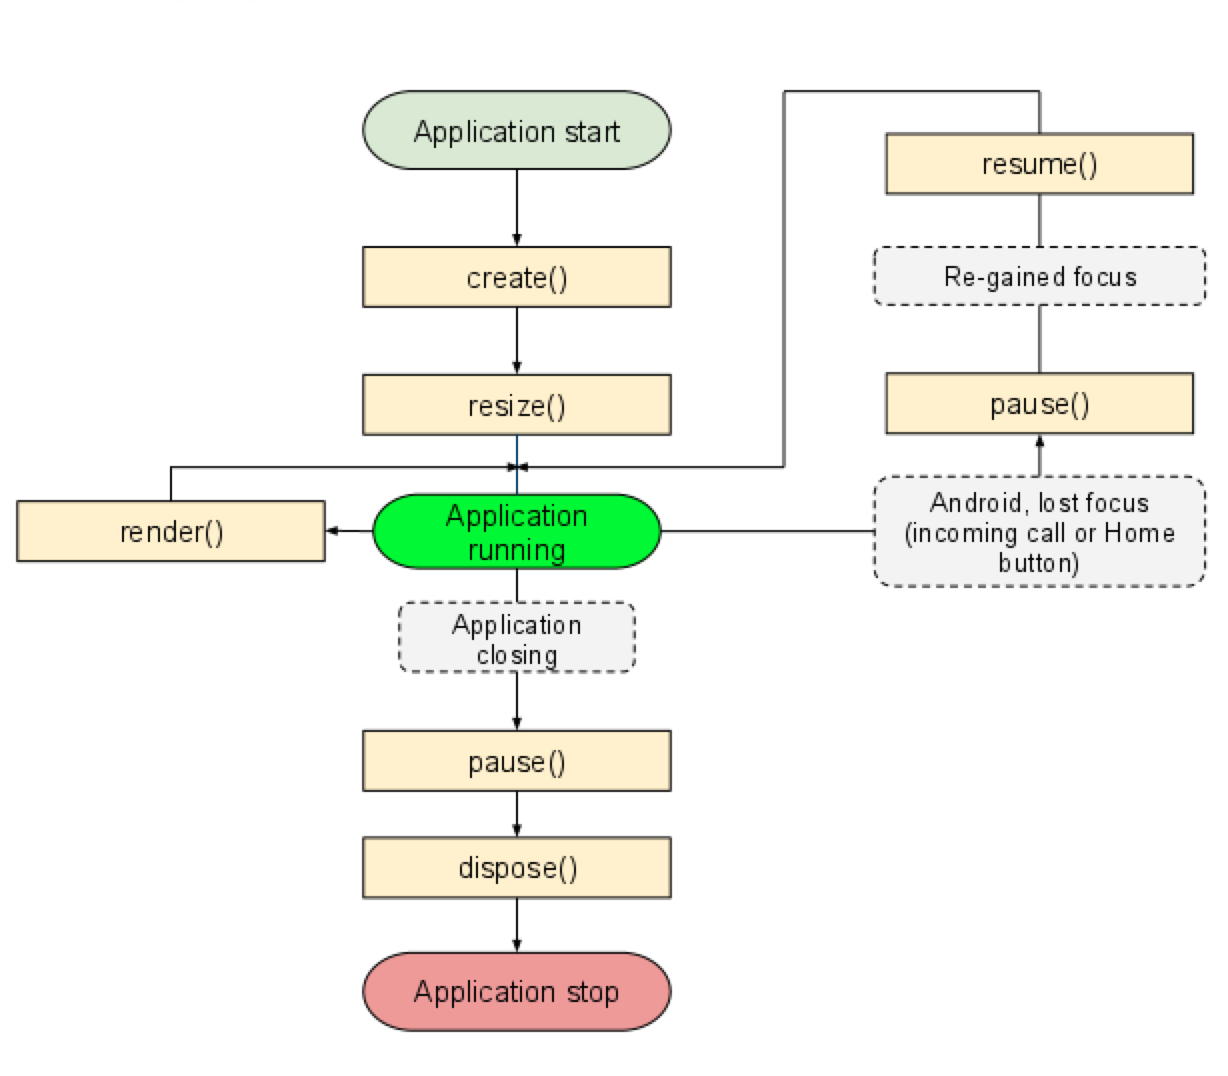 Application start
create()
resize()
render()
Application
running
Application
closing
pause()
dispose()
Application stop
resume()
Re-gained focus
pause()
Android, lost focus
(incoming call or Home
button)